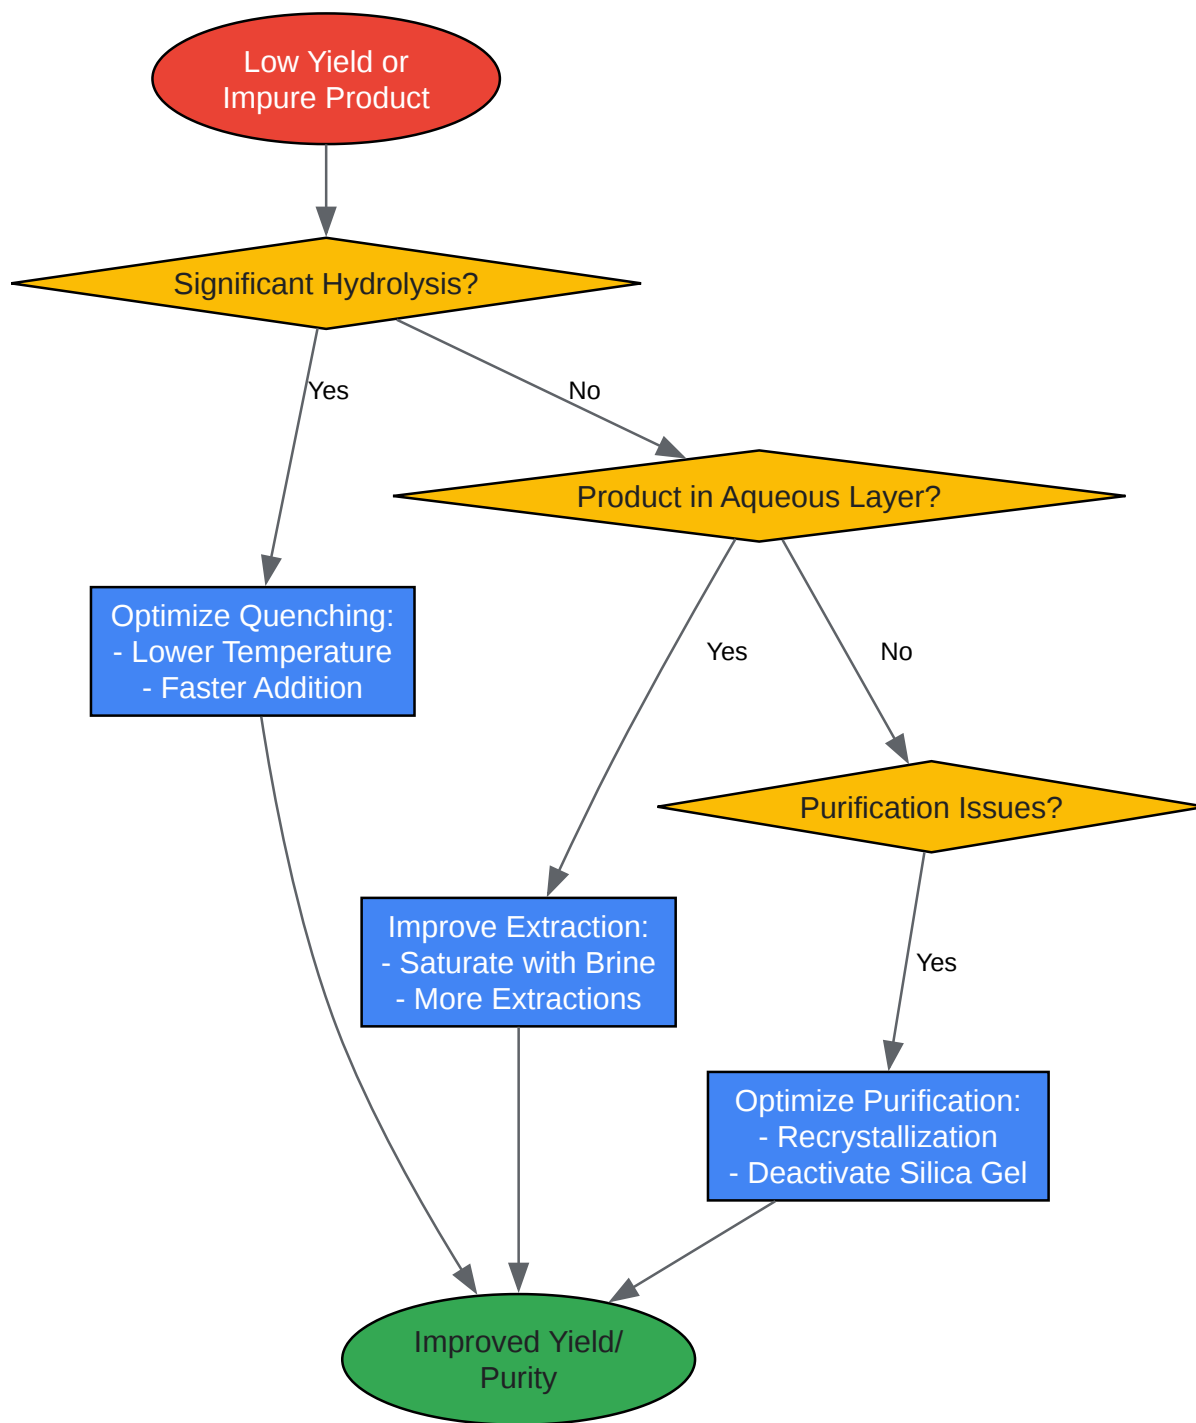 Low Yield or
Impure Product
Significant Hydrolysis?
Yes
No
Product in Aqueous Layer?
Optimize Quenching:
- Lower Temperature
- Faster Addition
Yes
No
Purification Issues?
Improve Extraction:
- Saturate with Brine
- More Extractions
Yes
Optimize Purification:
- Recrystallization
- Deactivate Silica Gel
Improved Yield/
Purity